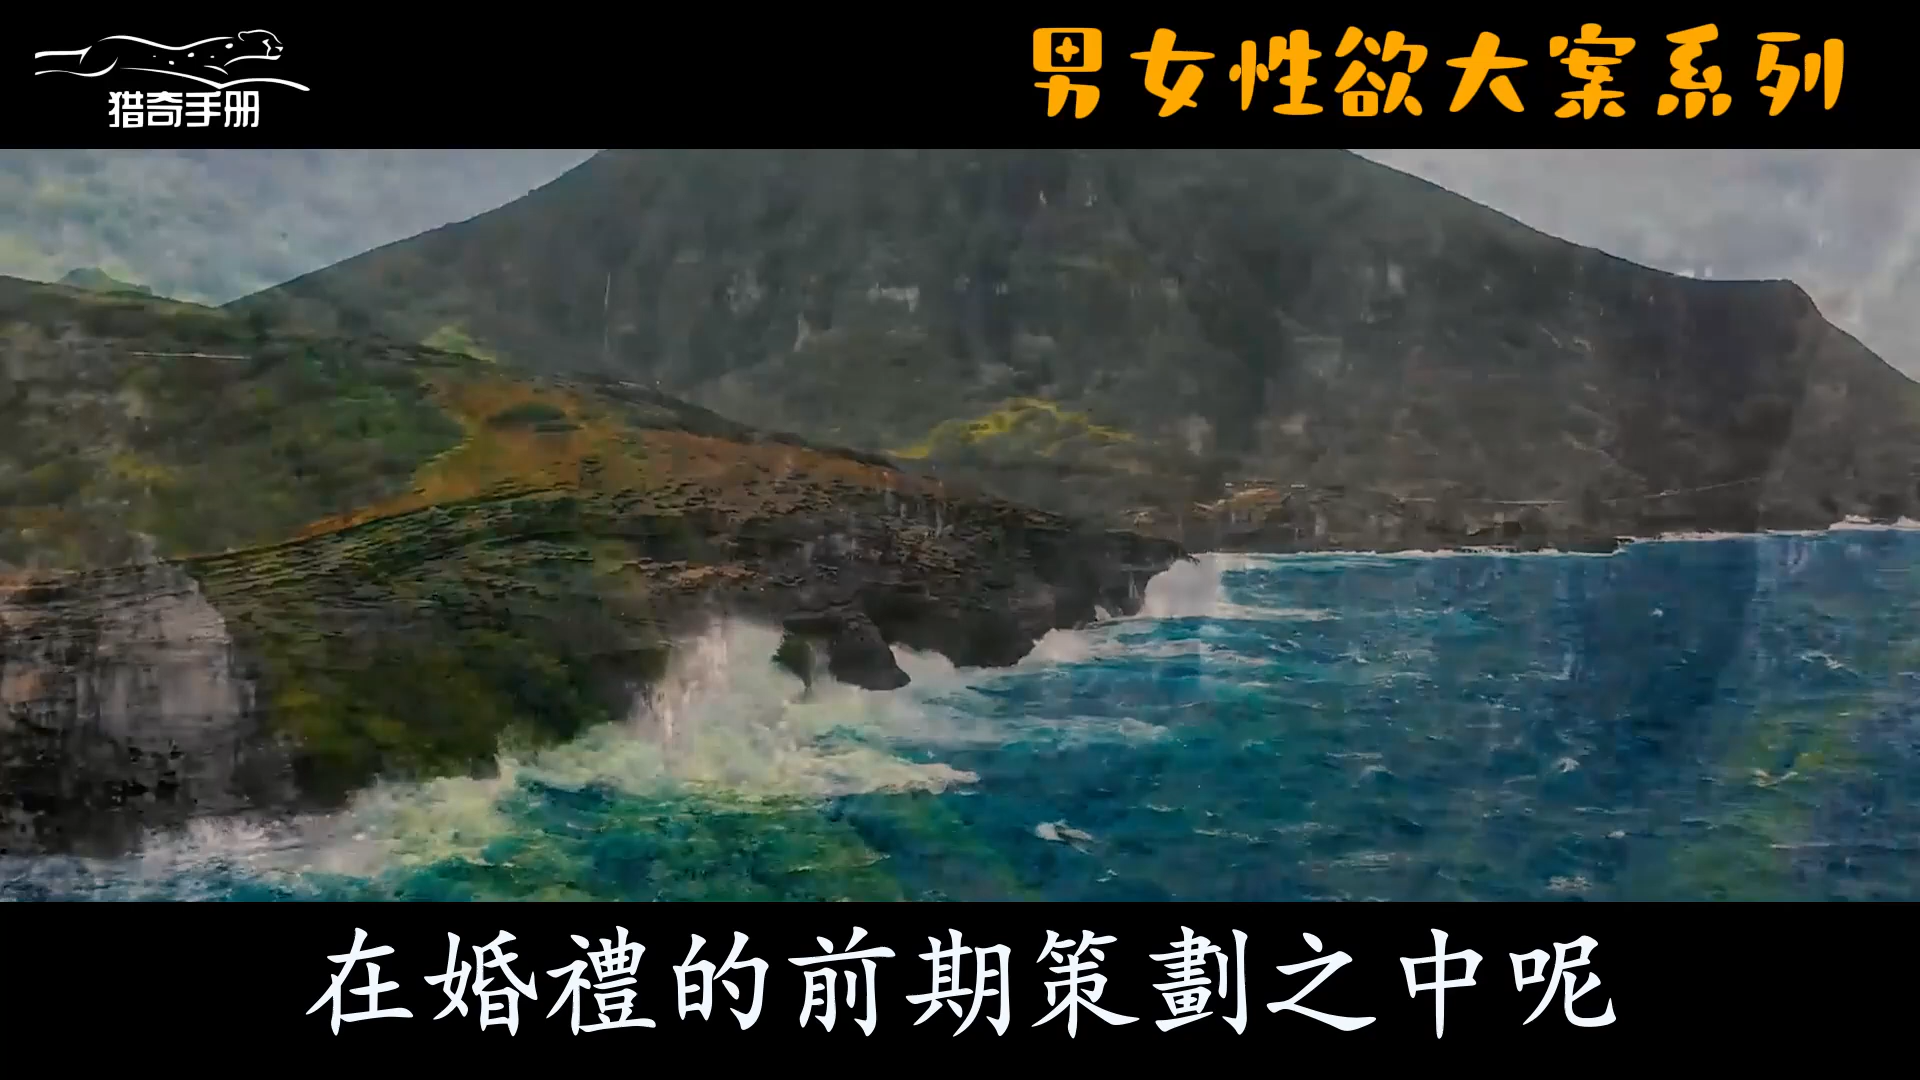 猎奇手册
男女性欲大案系列
在婚禮的前期策劃之中呢